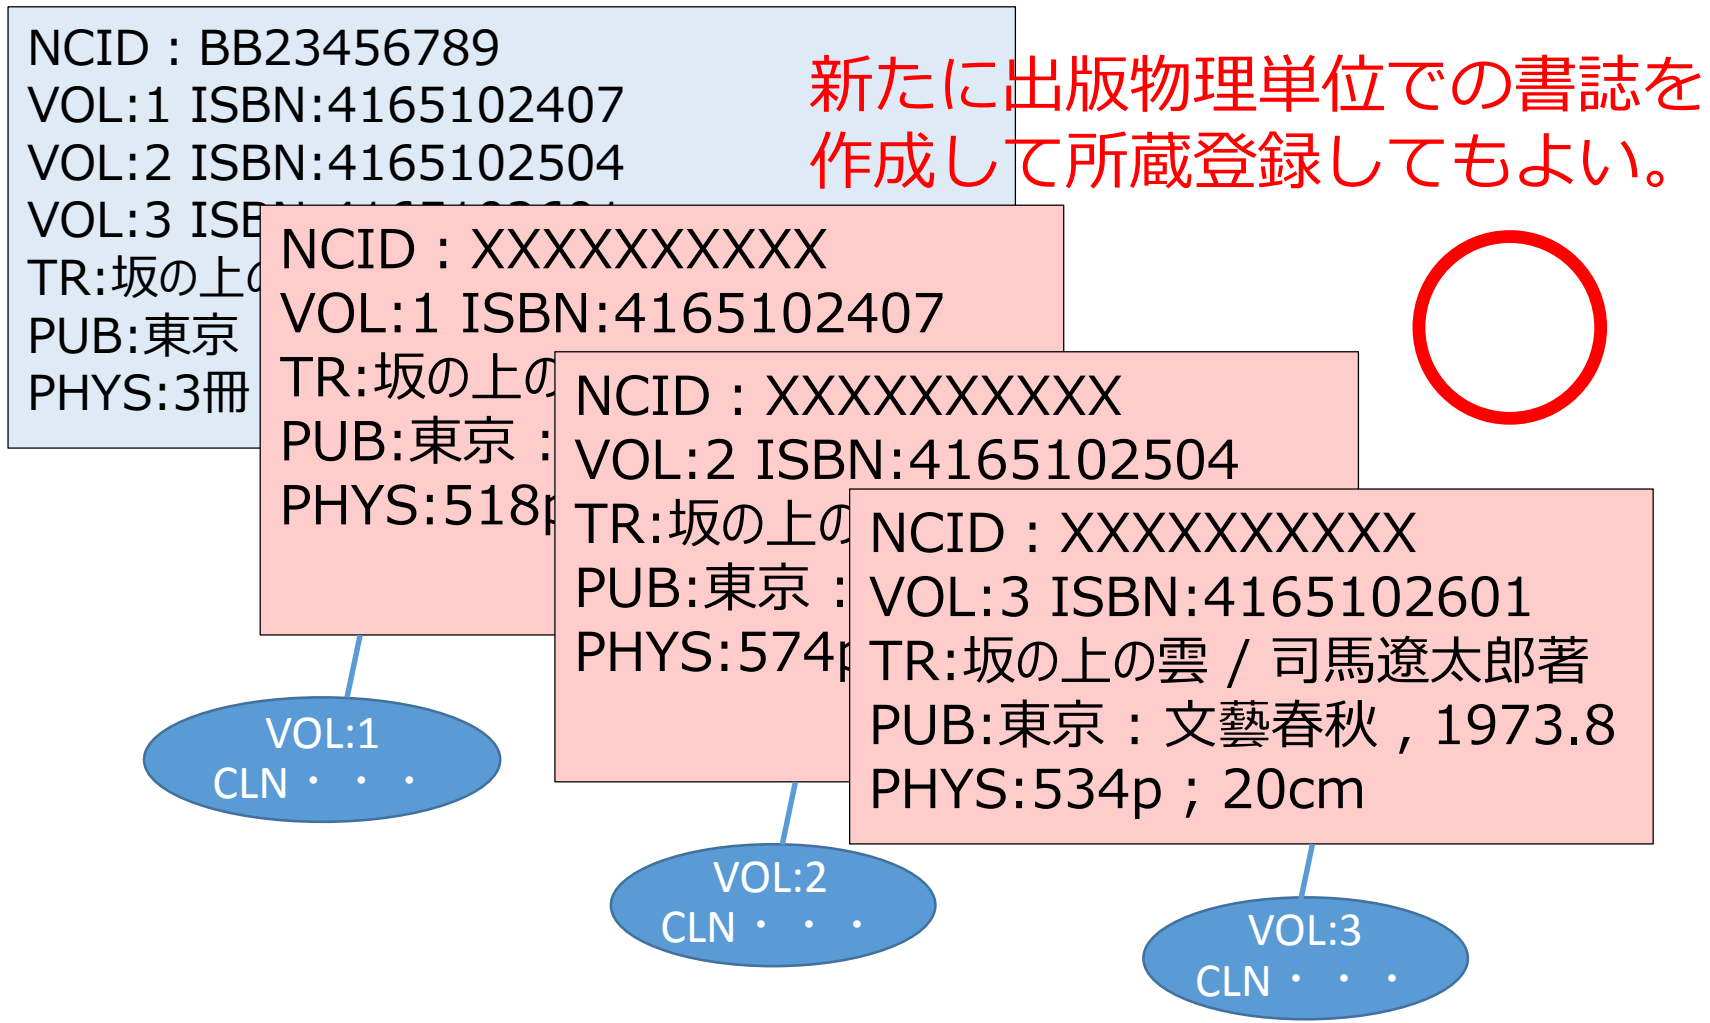 NCID：BB23456789
VOL:1 ISBN:4165102407
VOL:2 ISBN:4165102504
VOL:3
TR:坂の上の
PUB:東京
PHYS:3冊
新たに出版物理単位での書誌を
作成して所蔵登録してもよい。
NCID：XXXXXXXXXX
VOL:1 ISBN:4165102407
TR:坂の上の
PUB:東京：
PHYS:518p
NCID：XXXXXXXXXX
VOL:2 ISBN:4165102504
TR:坂の上の
PUB:東京：
PHYS:574p
NCID：XXXXXXXXXX
VOL:3 ISBN:4165102601
TR:坂の上の雲 / 司馬遼太郎著
PUB:東京：文藝春秋 , 1973.8
PHYS:534p ; 20cm
VOL:1
CLN・・・
VOL:2
CLN・・・
VOL:3
CLN・・・